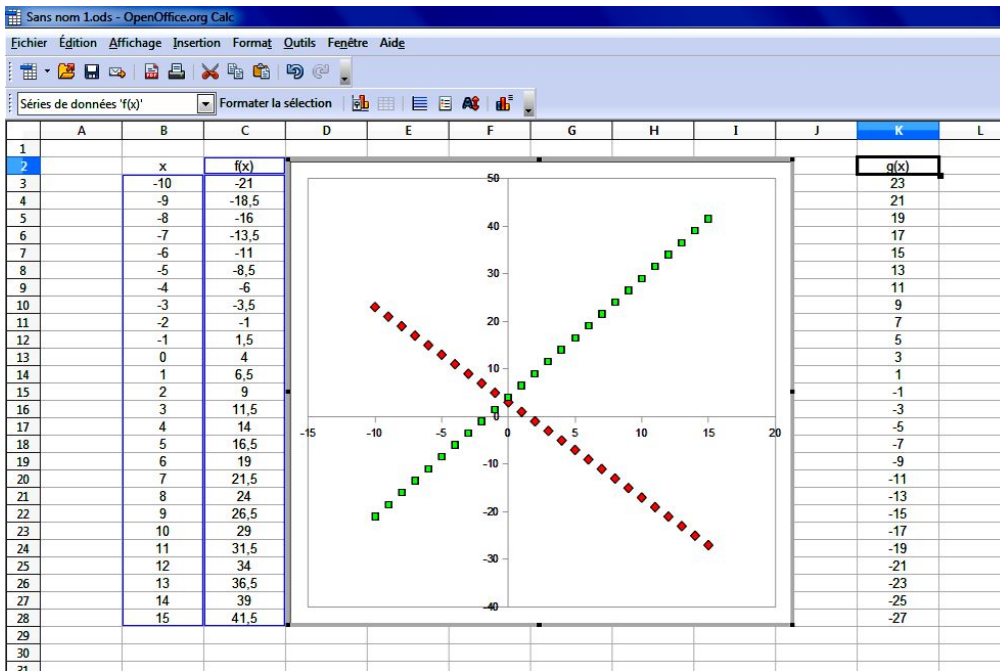 Sans nom 1.ods - OpenOffice.org Calc
Fichier Édition Affichage Insertion Format Outils Fenêtre Aide
Séries de données 'f(x)' Formater la sélection
A B C D E F G H I J K L
1
2 x f(x) g(x)
3 -10 -21 23
4 -9 -18,5 21
5 -8 -16 19
6 -7 -13,5 17
7 -6 -11 15
8 -5 -8,5 13
9 -4 -6 11
10 -3 -3,5 9
11 -2 -1 7
12 -1 1,5 5
13 0 4 3
14 1 6,5 1
15 2 9 -1
16 3 11,5 -3
17 4 14 -5
18 5 16,5 -7
19 6 19 -9
20 7 21,5 -11
21 8 24 -13
22 9 26,5 -15
23 10 29 -17
24 11 31,5 -19
25 12 34 -21
26 13 36,5 -23
27 14 39 -25
28 15 41,5 -27
29
30
31
50
40
30
20
10
0
-15 -10 -5 0 5 10 15 20
-10
-20
-30
-40